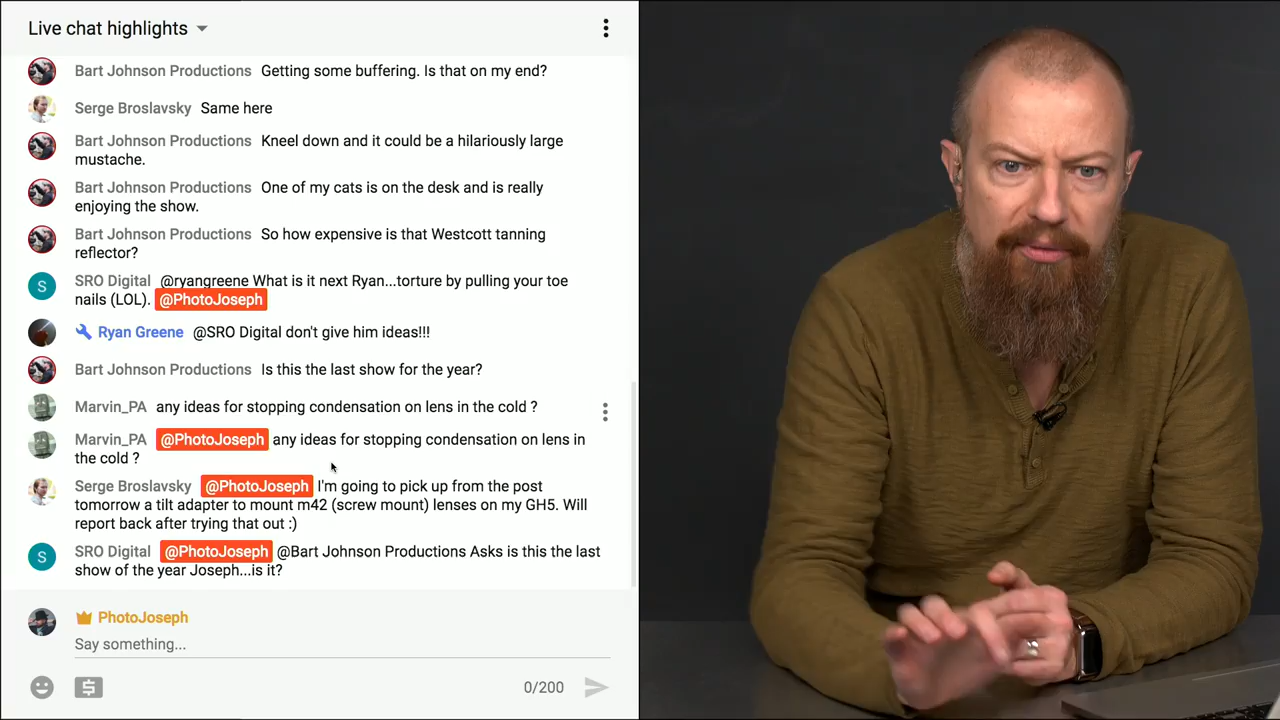 Live chat highlights
Bart Johnson Productions Getting some buffering. Is that on my end?
Serge Broslavsky Same here
Bart Johnson Productions Kneel down and it could be a hilariously large
mustache.
Bart Johnson Productions One of my cats is on the desk and is really
enjoying the show.
Bart Johnson Productions So how expensive is that Westcott tanning
reflector?
S
SRO Digital @ryangreene What is it next Ryan...torture by pulling your toe
nails (LOL). @PhotoJoseph
Ryan Greene @SRO Digital don't give him ideas!!!
Bart Johnson Productions Is this the last show for the year?
Marvin_PA any ideas for stopping condensation on lens in the cold ?
Marvin_PA @PhotoJoseph any ideas for stopping condensation on lens in
the cold ?
Serge Broslavsky @PhotoJoseph I'm going to pick up from the post
tomorrow a tilt adapter to mount m42 (screw mount) lenses on my GH5. Will
report back after trying that out :)
S
SRO Digital @PhotoJoseph @Bart Johnson Productions Asks is this the last
show of the year Joseph...is it?
PhotoJoseph
Say something...
$
0/200